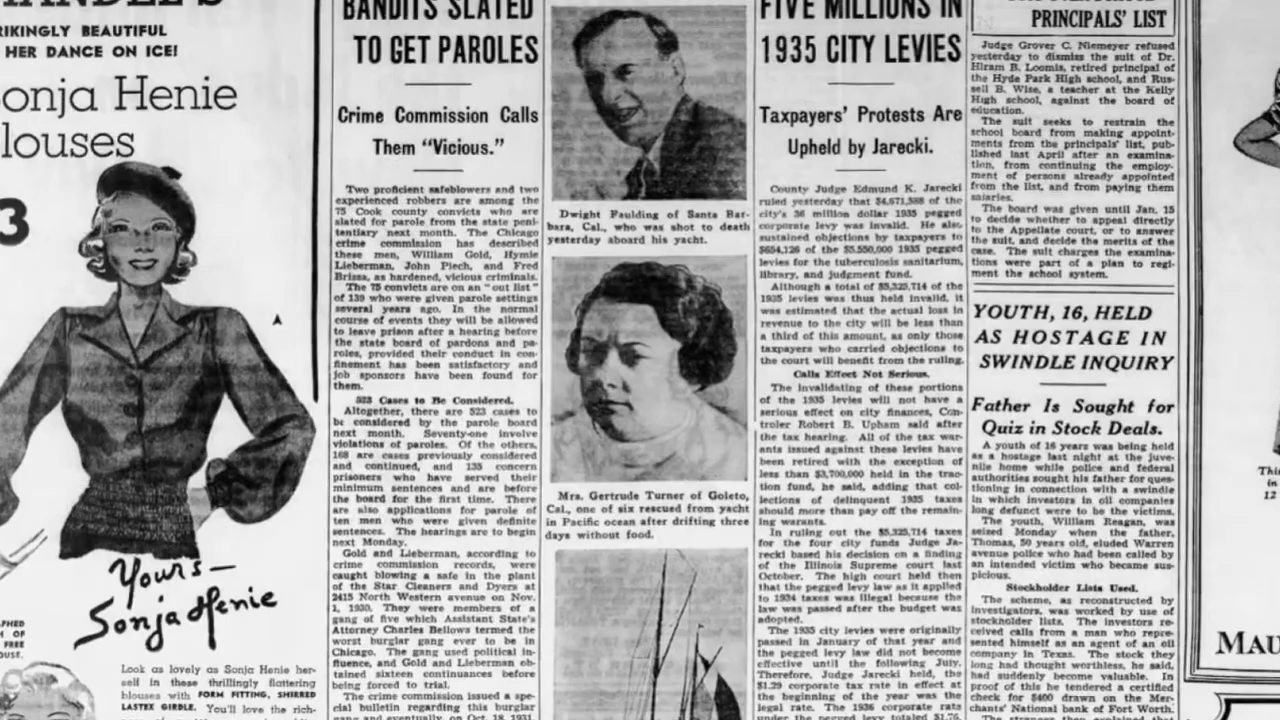 RIKINGLY BEAUTIFUL
HER DANCE ON ICE!
onja Henie
louses
3
Yours—
Sonja Henie
OF
FREE
Look as lovely as Sonja Henie her-
self in these thrillingly flattering
blouses with FORM FITTING, SHIRRED
LASTEX GIRDLE. You'll love the rich-
BANDITS SLATED
TO GET PAROLES
Crime Commission Calls
Them "Vicious."
Two proficient safeblowers and two
experienced robbers are among the
75 Cook county convicts who are
slated for parole from the state peni-
tentiary next month. The Chicago
crime commission has described
these men, William Gold, Hymie
Lieberman, John Piech, and Fred
Brissa, as hardened, vicious criminals.
The 75 convicts are on an "out list"
of 139 who were given parole settings
several years ago. In the normal
course of events they will be allowed
to leave prison after a hearing before
the state board of pardons and pa-
roles, provided their conduct in con-
finement has been satisfactory and
job sponsors have been found for
them.
523 Cases to Be Considered.
Altogether, there are 523 cases to
be considered by the parole board
next month. Seventy-one involve
violations of paroles. Of the others,
168 are cases previously considered
and continued, and 135 concern
prisoners who have served their
minimum sentences and are before
the board for the first time. There
are also applications for parole of
ten men who were given definite
sentences. The hearings are to begin
next Monday.
Gold and Lieberman, according to
crime commission records, were
caught blowing a safe in the plant
of the Star Cleaners and Dyers at
2415 North Western avenue on Nov.
1, 1930. They were members of a
gang of five which Assistant State's
Attorney Charles Bellows termed the
worst burglar gang ever to be in
Chicago. The gang used political in-
fluence, and Gold and Lieberman ob-
tained sixteen continuances before
being forced to trial.
The crime commission issued a spe-
cial bulletin regarding this burglar
gang and eventually, on Oct. 18, 1931,
Dwight Faulding of Santa Bar-
bara, Cal., who was shot to death
yesterday aboard his yacht.
Mrs. Gertrude Turner of Goleto,
Cal., one of six rescued from yacht
in Pacific ocean after drifting three
days without food.
FIVE MILLIONS IN
1935 CITY LEVIES
Taxpayers' Protests Are
Upheld by Jarecki.
County Judge Edmund K. Jarecki
ruled yesterday that $4,671,588 of the
city's 36 million dollar 1935 pegged
corporate levy was invalid. He also
sustained objections by taxpayers to
$654,126 of the $5,550,000 1935 pegged
levies for the tuberculosis sanitarium,
library, and judgment fund.
Although a total of $5,325,714 of the
1935 levies was thus held invalid, it
was estimated that the actual loss in
revenue to the city will be less than
a third of this amount, as only those
taxpayers who carried objections to
the court will benefit from the ruling.
Calls Effect Not Serious.
The invalidating of these portions
of the 1935 levies will not have a
serious effect on city finances, Con-
troler Robert B. Upham said after
the tax hearing. All of the tax war-
ants issued against these levies have
been retired with the exception of
less than $3,700,000 held in the trac-
tion fund, he said, adding that col-
lections of delinquent 1935 taxes
should more than pay off the remain-
ing warants.
In ruling out the $5,325,714 taxes
for the four city funds Judge Ja-
recki based his decision on a finding
of the Illinois Supreme court last
October. The high court held then
that the pegged levy law as it applied
to 1934 taxes was illegal because the
law was passed after the budget was
adopted.
The 1935 city levies were originally
passed in January of that year and
the pegged levy law did not become
effective until the following July.
Therefore, Judge Jarecki held, the
$1.29 corporate tax rate in effect at
the beginning of the year was the
legal rate. The 1936 corporate rate
under the pegged levy totaled $1.76,
PRINCIPALS' LIST
Judge Grover C. Niemeyer refused
yesterday to dismiss the suit of Dr.
Hiram B. Loomis, retired principal of
the Hyde Park High school, and Rus-
sell B. Wise, a teacher at the Kelly
High school, against the board of
education.
The suit seeks to restrain the
school board from making appoint-
ments from the principals' list, pub-
lished last April after an examina-
tion, from continuing the employ-
ment of persons already appointed
from the list, and from paying them
salaries.
The board was given until Jan. 15
to decide whether to appeal directly
to the Appellate court, or to answer
the suit, and decide the merits of the
case. The suit charges the examina-
tions were part of a plan to regi-
ment the school system.
YOUTH, 16, HELD
AS HOSTAGE IN
SWINDLE INQUIRY
Father Is Sought for
Quiz in Stock Deals.
A youth of 16 years was being held
as a hostage last night at the juve-
nile home while police and federal
authorities sought his father for ques-
tioning in connection with a swindle
in which investors in oil companies
long defunct were to be the victims.
The youth, William Reagan, was
seized Monday when the father,
Thomas, 50 years old, eluded Warren
avenue police who had been called by
an intended victim who became sus-
picious.
Stockholder Lists Used.
The scheme, as reconstructed by
investigators, was worked by use of
stockholder lists. The investors re-
ceived calls from a man who repre-
sented himself as an agent of an oil
company in Texas. The stock they
long had thought worthless, he said,
had suddenly become valuable. In
proof of this he tendered a certified
check for $400 drawn on the Mer-
chants' National bank of Fort Worth.
Thi
in
12
MAU